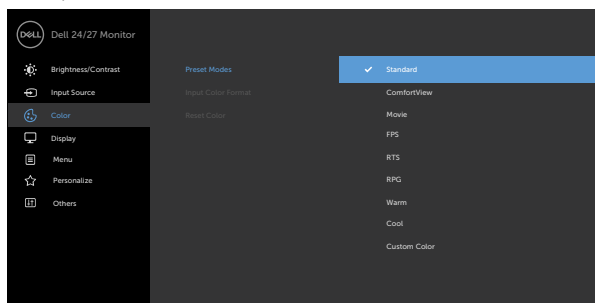 DELL
Dell 24/27 Monitor
Brightness/Contrast
Input Source
Color
Display
Menu
Personalize
Others
Preset Modes
Input Color Format
Reset Color
Standard
ComfortView
Movie
FPS
RTS
RPG
Warm
Cool
Custom Color